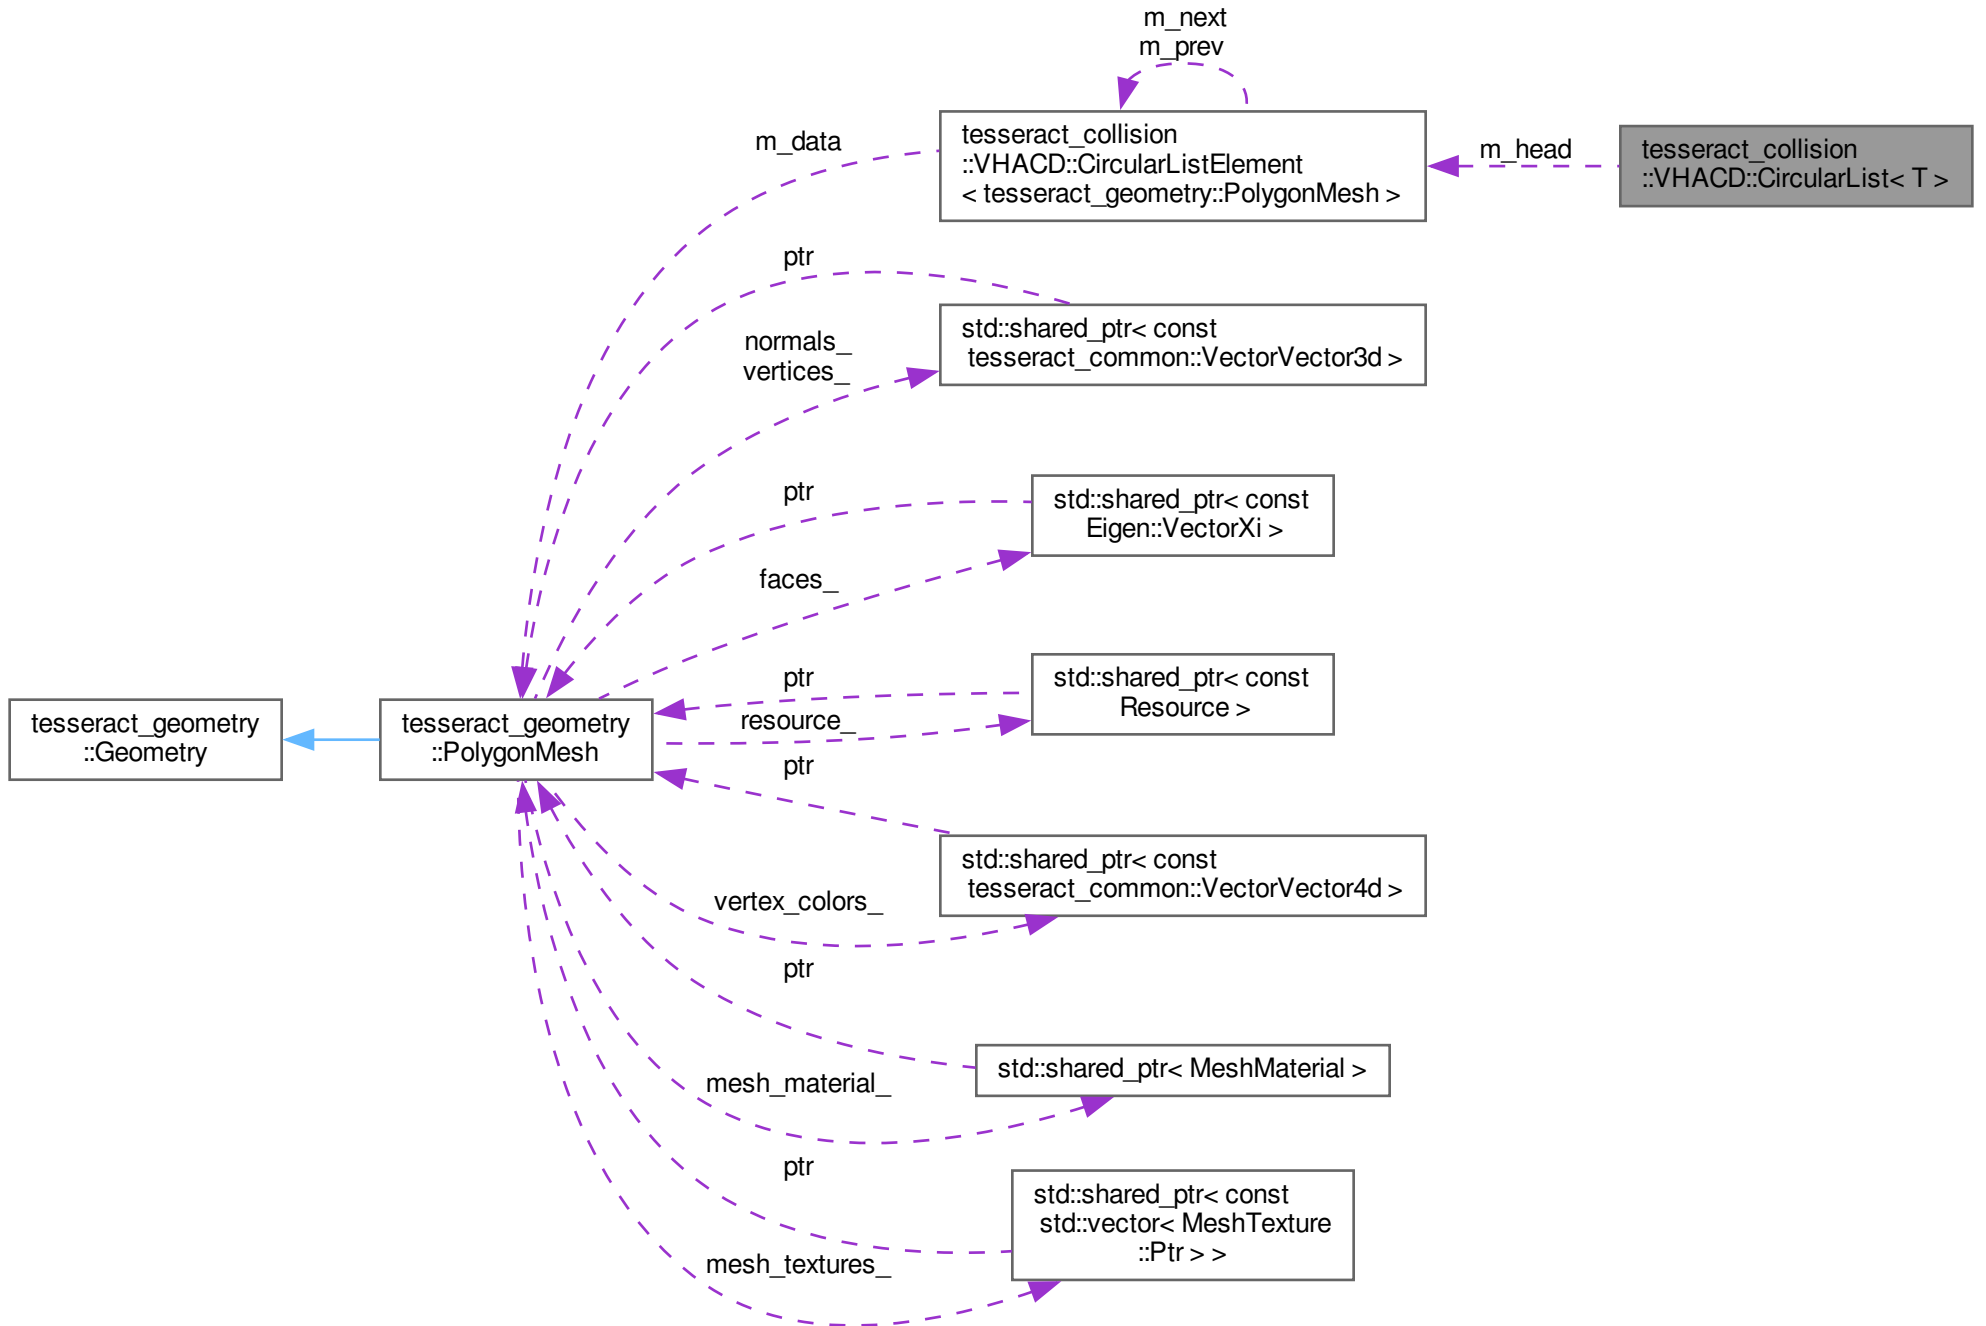 m_next
m_prev
m_data
tesseract_collision
::VHACD::CircularListElement
< tesseract_geometry::PolygonMesh >
m_head
tesseract_collision
::VHACD::CircularList< T >
ptr
normals_
vertices_
std::shared_ptr< const
tesseract_common::VectorVector3d >
ptr
std::shared_ptr< const
Eigen::VectorXi >
faces_
ptr
resource_
std::shared_ptr< const
Resource >
tesseract_geometry
::Geometry
tesseract_geometry
::PolygonMesh
ptr
std::shared_ptr< const
tesseract_common::VectorVector4d >
vertex_colors_
ptr
std::shared_ptr< MeshMaterial >
mesh_material_
ptr
std::shared_ptr< const
std::vector< MeshTexture
::Ptr > >
mesh_textures_